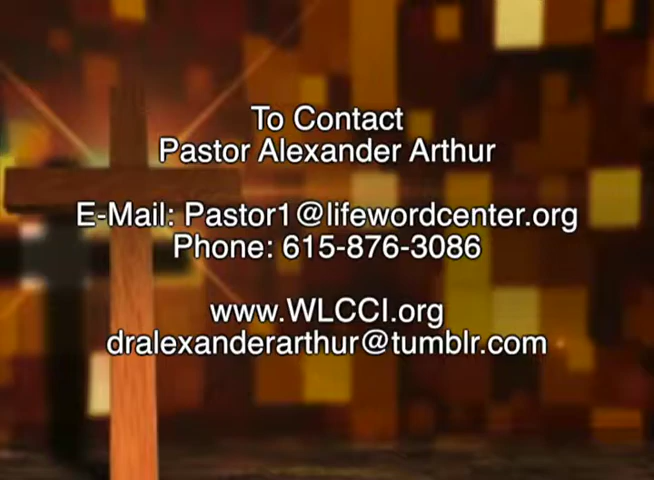 To Contact
Pastor Alexander Arthur
E-Mail: Pastor1@lifewordcenter.org
Phone: 615-876-3086
www.WLCCI.org
dralexanderarthur@tumblr.com